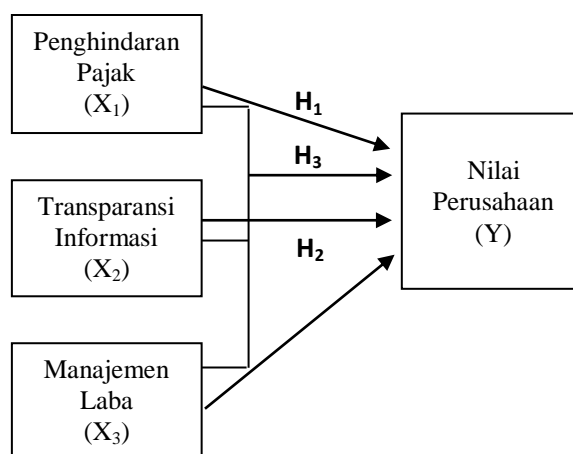 Penghindaran
Pajak
(X₁)
H₁
H₃
Transparansi
Informasi
(X₂)
H₂
Nilai
Perusahaan
(Y)
Manajemen
Laba
(X₃)